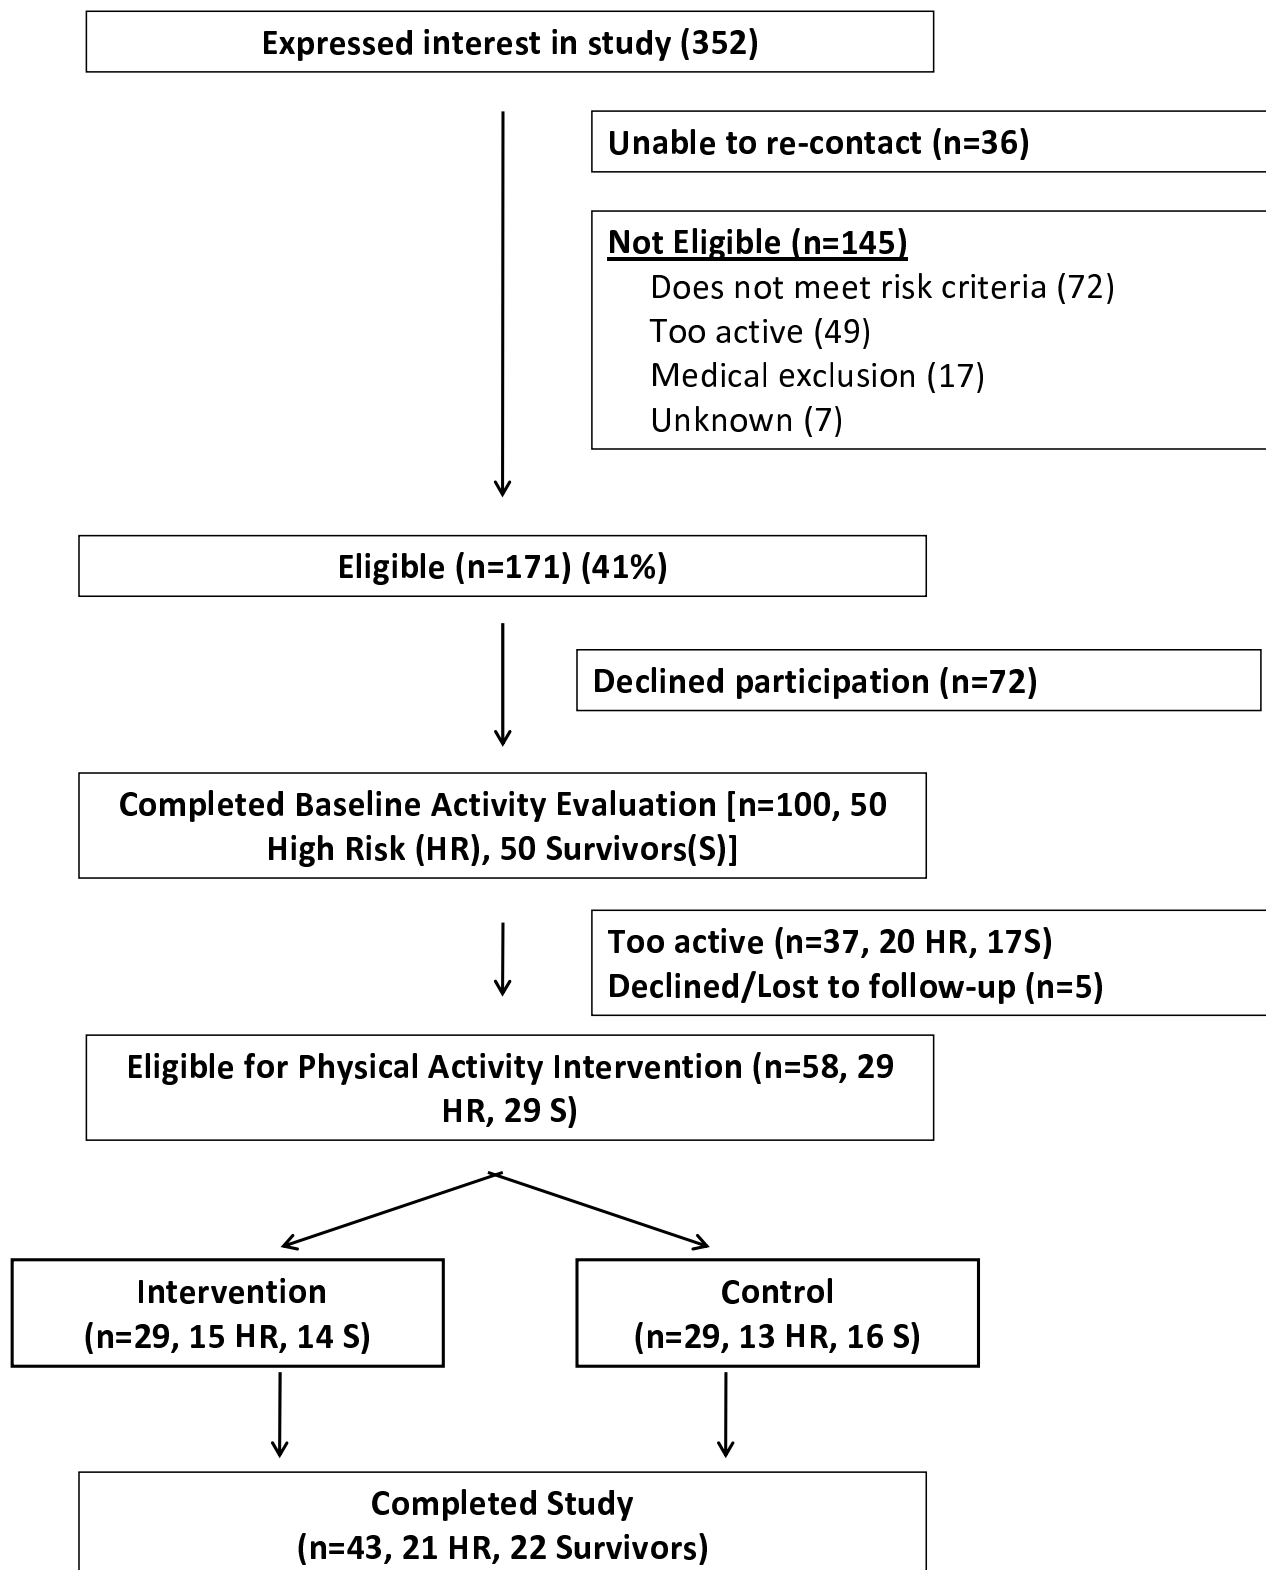 Expressed interest in study (352)
Unable to re-contact (n=36)
Not Eligible (n=145)
Does not meet risk criteria (72)
Too active (49)
Medical exclusion (17)
Unknown (7)
Eligible (n=171) (41%)
Declined participation (n=72)
Completed Baseline Activity Evaluation [n=100, 50
High Risk (HR), 50 Survivors(S)]
Too active (n=37, 20 HR, 17S)
Declined/Lost to follow-up (n=5)
Eligible for Physical Activity Intervention (n=58, 29
HR, 29 S)
Intervention
(n=29, 15 HR, 14 S)
Control
(n=29, 13 HR, 16 S)
Completed Study
(n=43, 21 HR, 22 Survivors)